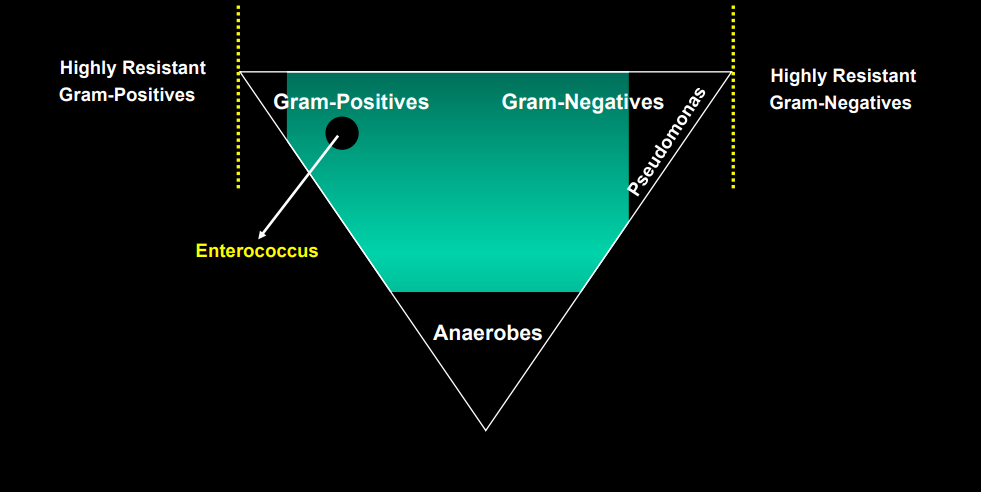 Highly Resistant
Gram-Positives
Gram-Positives
Gram-Negatives
Pseudomonas
Highly Resistant
Gram-Negatives
Enterococcus
Anaerobes